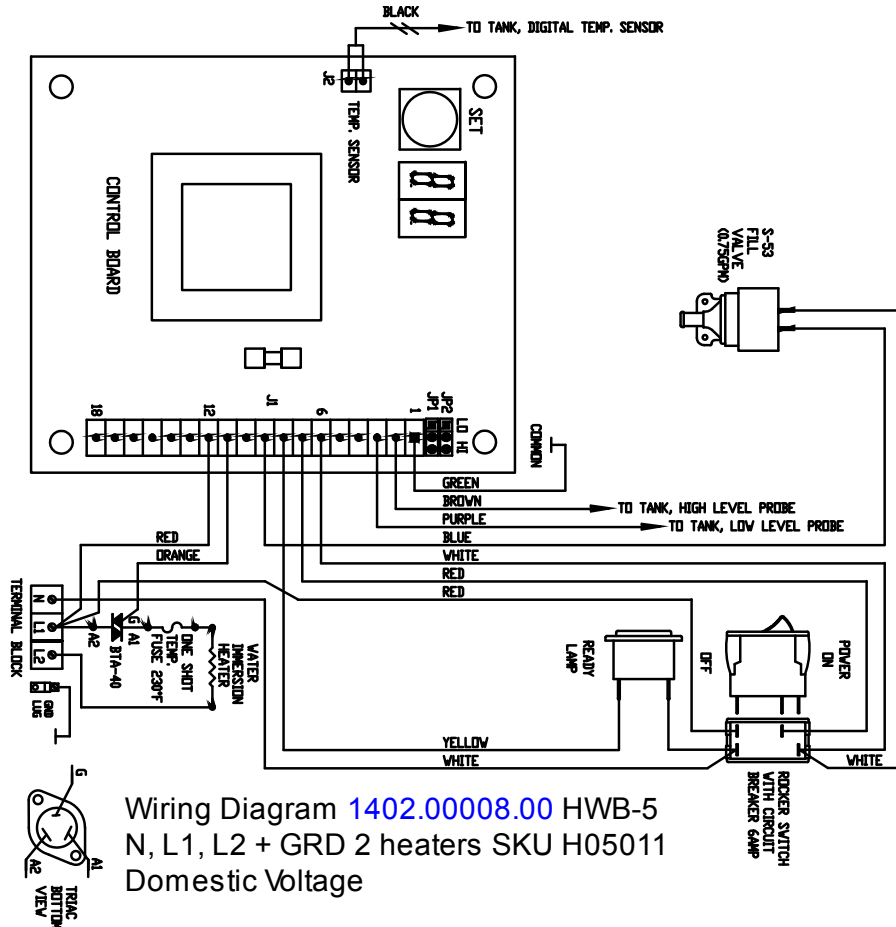 BLACK
TO TANK, DIGITAL TEMP. SENSOR
J2
TEMP. SENSOR
SET
88
88
CONTROL BOARD
S-53
FILL
VALVE
(0.75GPM)
18
12
J1
6
1
JP1
JP2
LO
HI
COMMON
GREEN
BROWN
TO TANK, HIGH LEVEL PROBE
PURPLE
TO TANK, LOW LEVEL PROBE
BLUE
RED
WHITE
ORANGE
RED
RED
TERMINAL BLOCK
N
L1
L2
A2
G
A1
BTA-40
ONE SHOT
TEMP.
FUSE 230°F
WATER
IMMERSION
HEATER
READY
LAMP
OFF
POWER
ON
GND
LUG
YELLOW
WHITE
WHITE
ROCKER SWITCH
WITH CIRCUIT
BREAKER 6AMP
G
A2
A1
TRIAC
BOTTOM
VIEW
Wiring Diagram 1402.00008.00 HWB-5
N, L1, L2 + GRD 2 heaters SKU H05011
Domestic Voltage